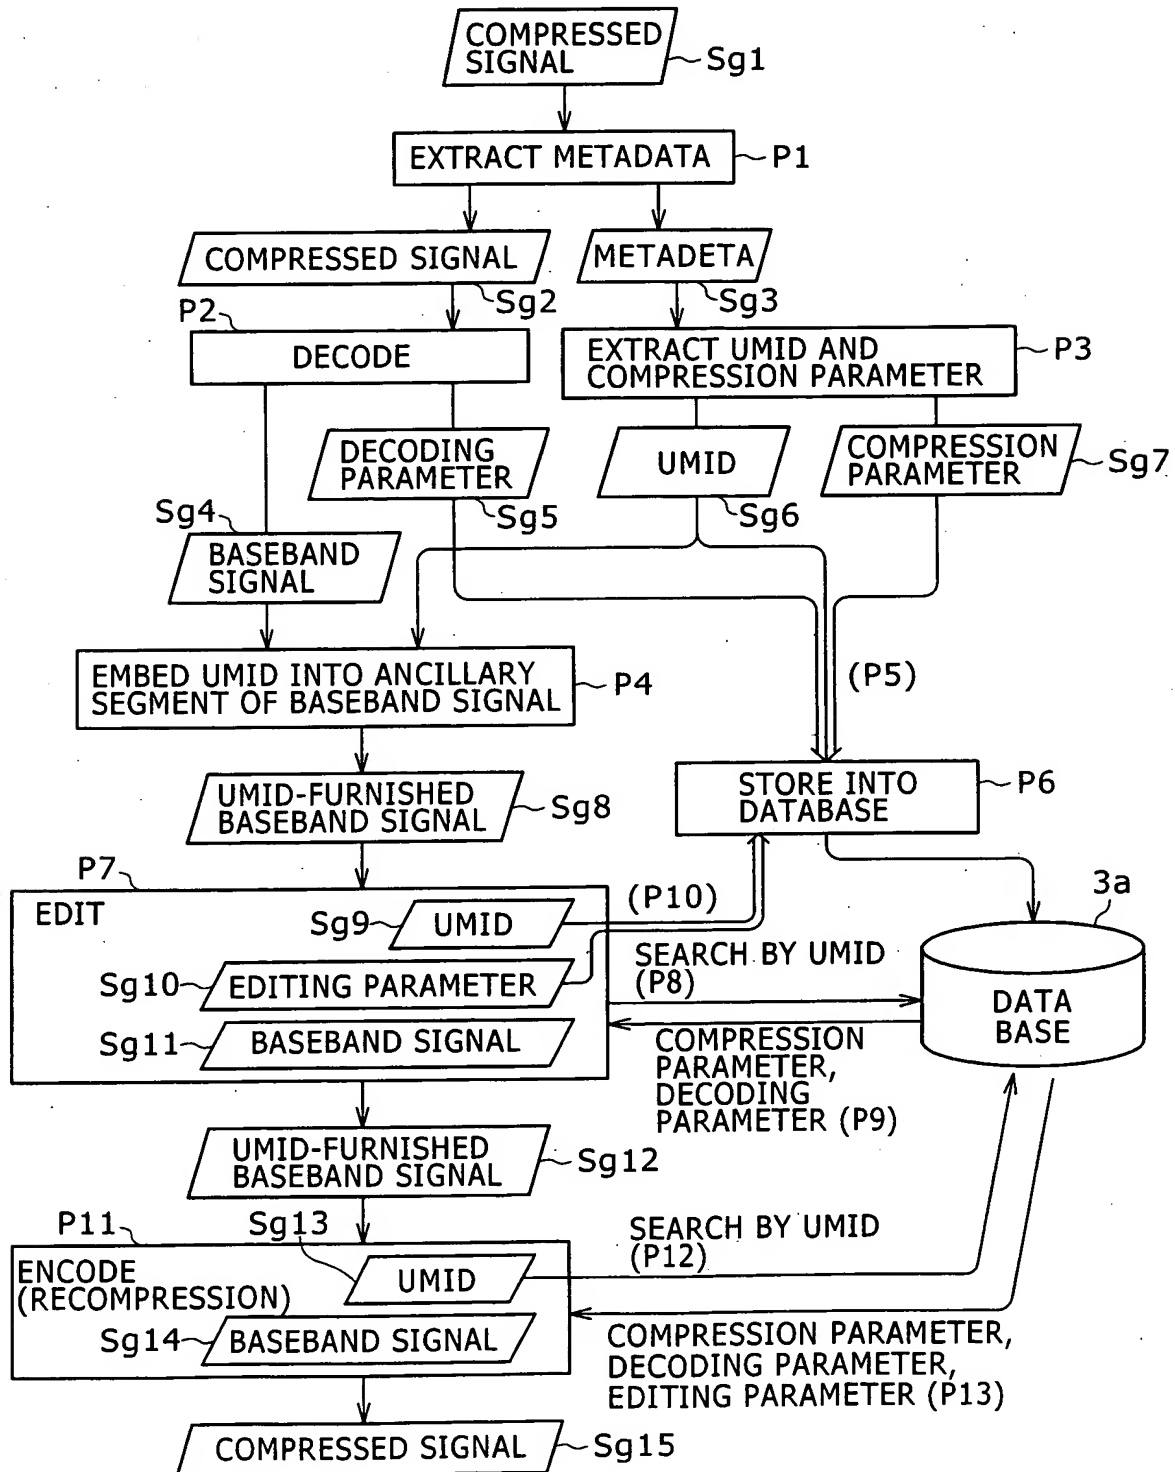 COMPRESSED
SIGNAL
Sg1
EXTRACT METADATA
P1
COMPRESSED SIGNAL
METADETA
Sg2
Sg3
P2
DECODE
EXTRACT UMID AND
COMPRESSION PARAMETER
P3
DECODING
PARAMETER
UMID
COMPRESSION
PARAMETER
Sg7
Sg5
Sg6
Sg4
BASEBAND
SIGNAL
EMBED UMID INTO ANCILLARY
SEGMENT OF BASEBAND SIGNAL
P4
(P5)
UMID-FURNISHED
BASEBAND SIGNAL
Sg8
STORE INTO
DATABASE
P6
P7
EDIT
Sg9
UMID
(P10)
3a
Sg10
EDITING PARAMETER
SEARCH BY UMID
(P8)
DATA
BASE
Sg11
BASEBAND SIGNAL
COMPRESSION
PARAMETER,
DECODING
PARAMETER (P9)
UMID-FURNISHED
BASEBAND SIGNAL
Sg12
P11
Sg13
SEARCH BY UMID
(P12)
ENCODE
(RECOMPRESSION)
UMID
Sg14
BASEBAND SIGNAL
COMPRESSION PARAMETER,
DECODING PARAMETER,
EDITING PARAMETER (P13)
COMPRESSED SIGNAL
Sg15